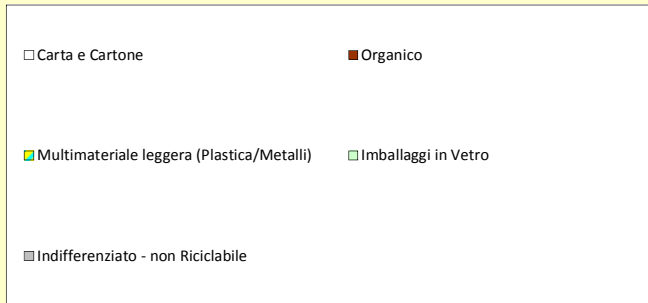 Carta e Cartone
Organico
Multimateriale leggera (Plastica/Metalli)
Imballaggi in Vetro
Indifferenziato - non Riciclabile